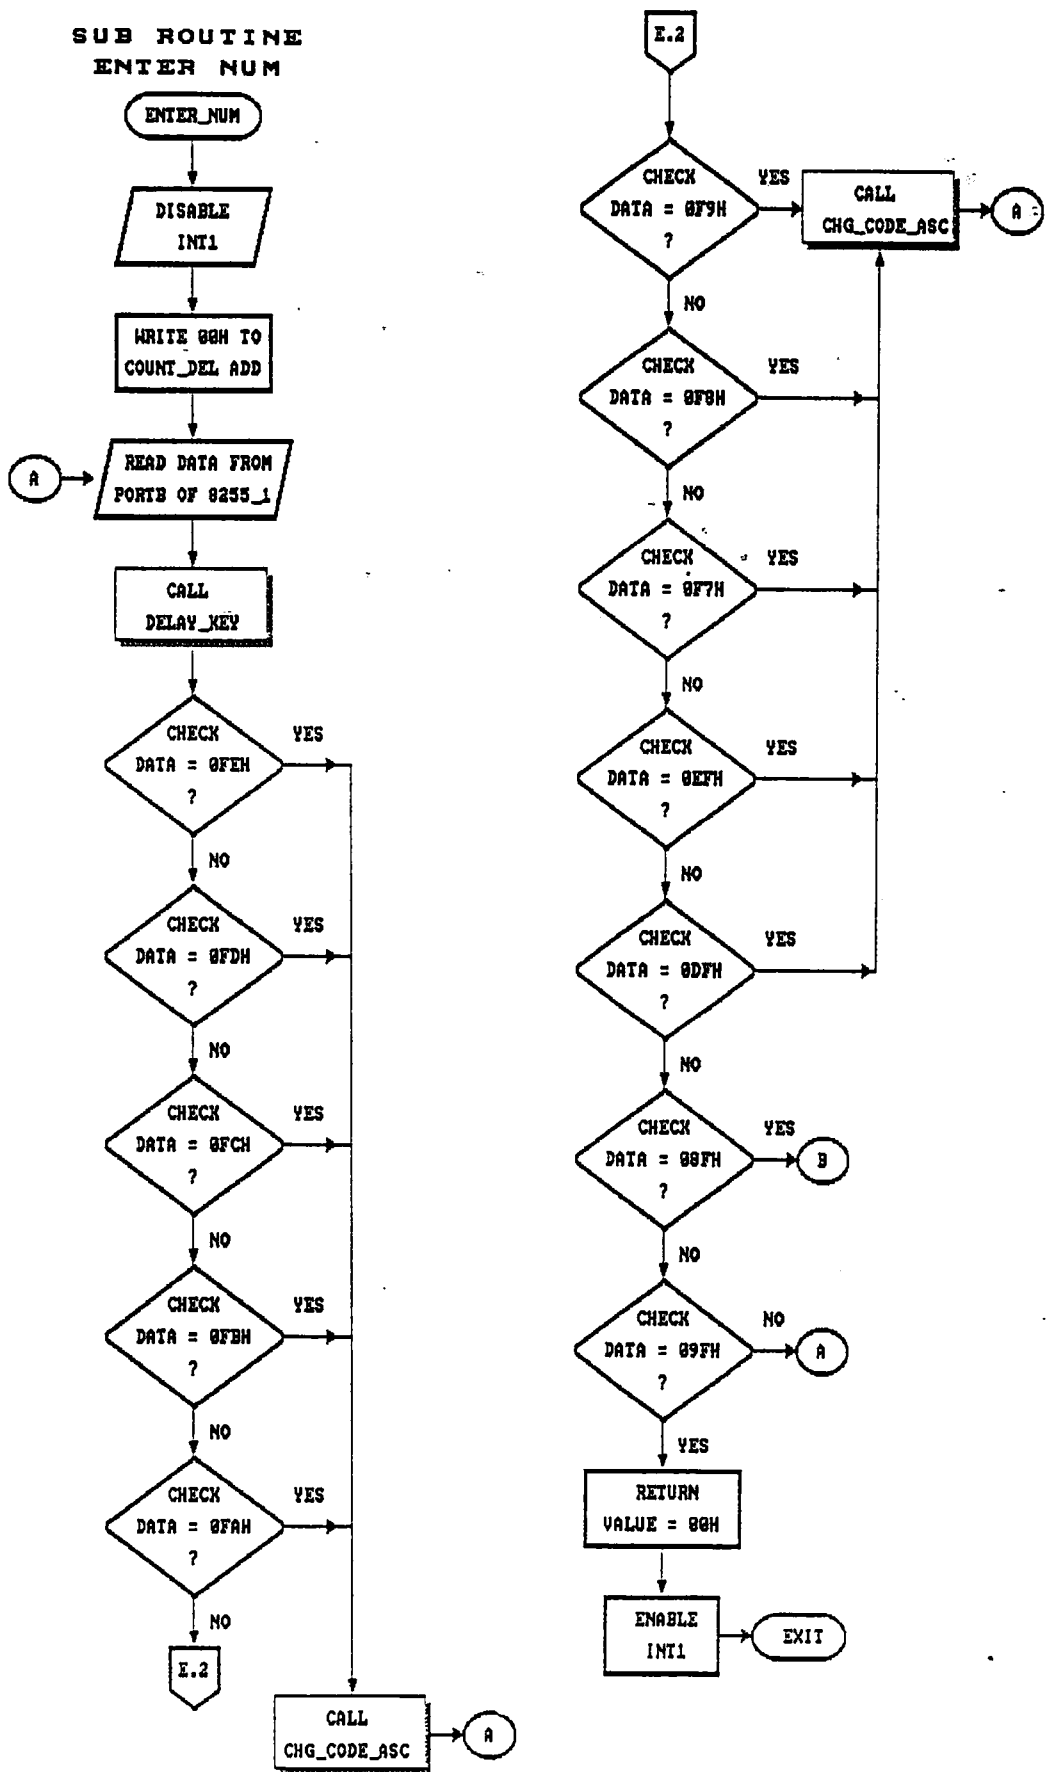 SUB ROUTINE
ENTER NUM
ENTER_NUM
DISABLE
INT1
WRITE 00H TO
COUNT_DEL ADD
A
READ DATA FROM
PORTB OF 8255_1
CALL
DELAY_KEY
CHECK
DATA = 0FEH
?
YES
NO
CHECK
DATA = 0FDH
?
YES
NO
CHECK
DATA = 0FCH
?
YES
NO
CHECK
DATA = 0FBH
?
YES
NO
CHECK
DATA = 0FAH
?
YES
NO
E.2
CALL
CHG_CODE_ASC
A
E.2
CHECK
DATA = 0F9H
?
YES
CALL
CHG_CODE_ASC
A
NO
CHECK
DATA = 0F8H
?
YES
NO
CHECK
DATA = 0F7H
?
YES
NO
CHECK
DATA = 0EFH
?
YES
NO
CHECK
DATA = 0DFH
?
YES
NO
CHECK
DATA = 08FH
?
YES
B
NO
CHECK
DATA = 09FH
?
NO
A
YES
RETURN
VALUE = 00H
ENABLE
INT1
EXIT